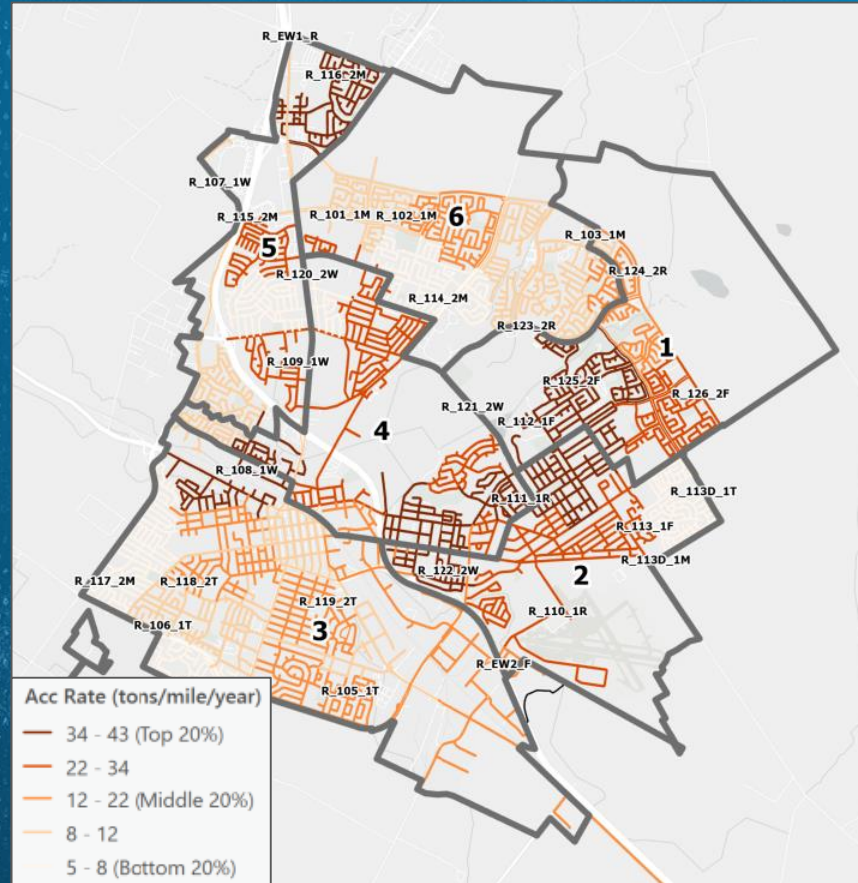 R_EW1_R
R_116_2M
R_107_1W
R_115_2M
R_101_1M
R_102_1M
6
R_103_1M
5
R_124_2R
R_120_2W
R_114_2M
R_123_2R
1
R_109_1W
R_125_2F
R_126_2F
R_121_2W
4
R_112_1F
R_108_1W
R_111_1R
R_113D_1T
R_113_1F
R_113D_1M
R_122_2W
2
R_117_2M
R_118_2T
R_119_2T
R_110_1R
R_106_1T
3
R_EW2_F
R_105_1T
Acc Rate (tons/mile/year)
34 - 43 (Top 20%)
22 - 34
12 - 22 (Middle 20%)
8 - 12
5 - 8 (Bottom 20%)